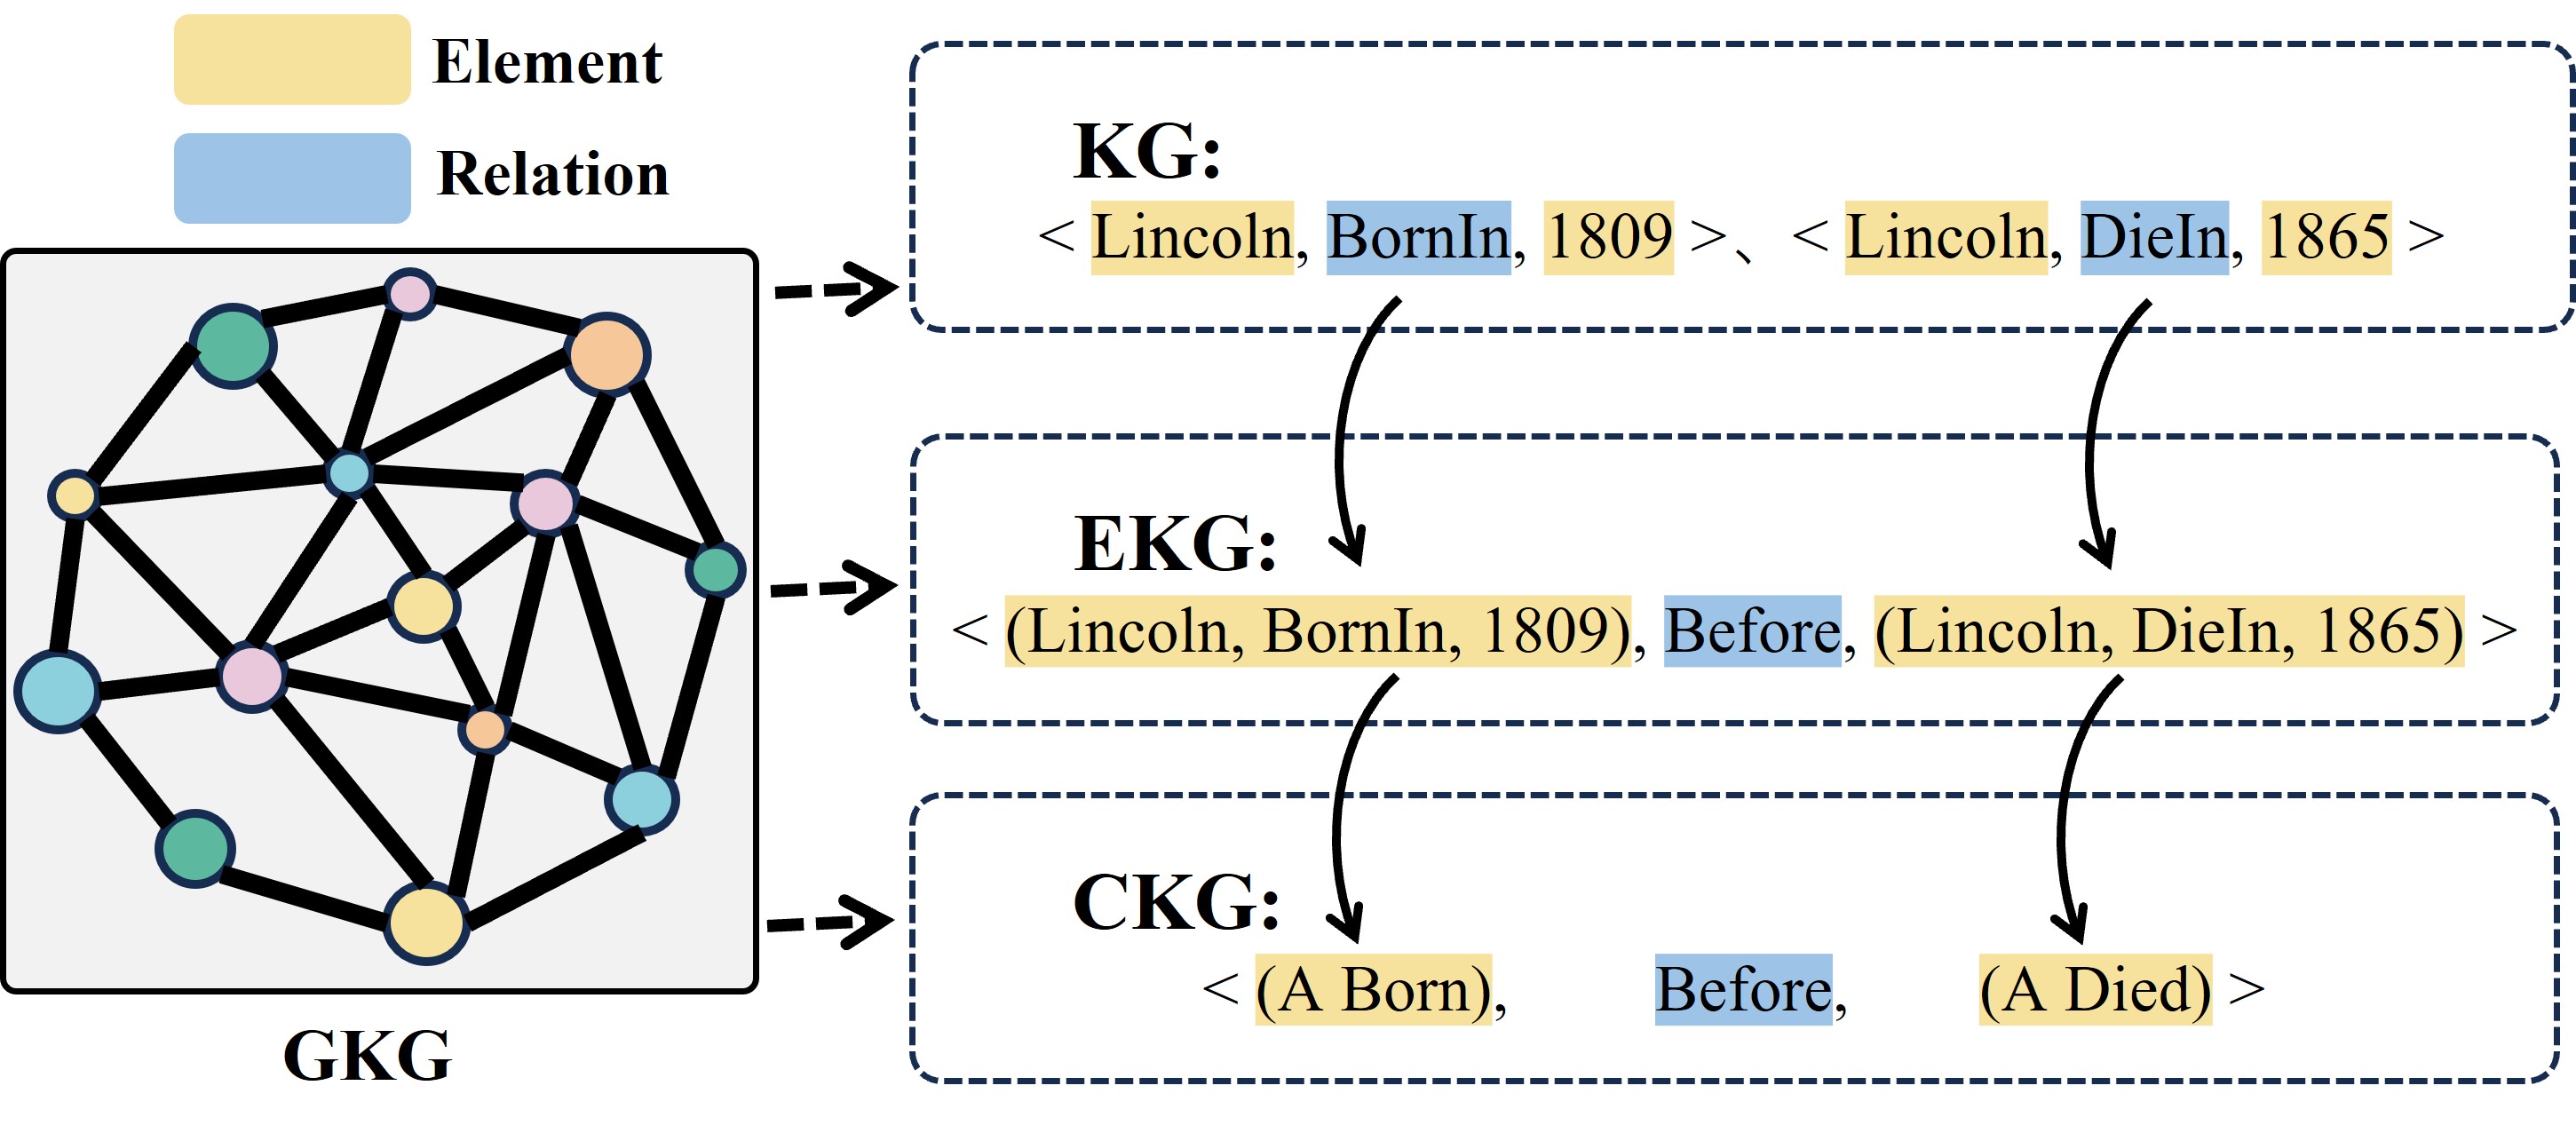 Element
Relation
KG:
< Lincoln, BornIn, 1809 >、< Lincoln, DieIn, 1865 >
EKG:
< (Lincoln, BornIn, 1809), Before, (Lincoln, DieIn, 1865) >
CKG:
< (A Born), Before, (A Died) >
GKG